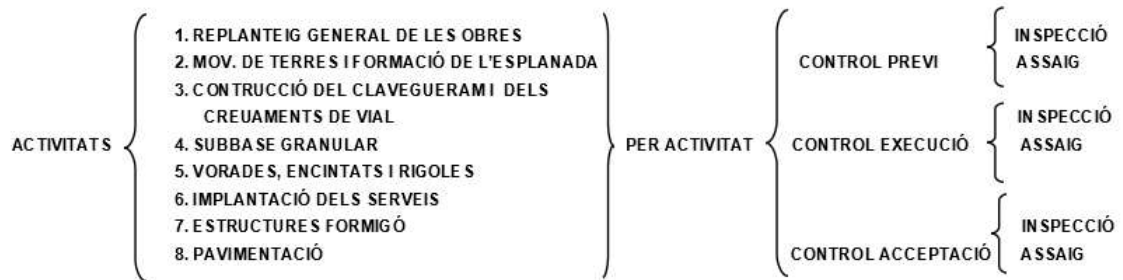 ACTIVITATS
1. REPLANTEIG GENERAL DE LES OBRES
2. MOV. DE TERRES I FORMACIÓ DE L'ESPLANADA
3. CONTRUCCIÓ DEL CLAVEGUERAM I DELS
CREUAMENTS DE VIAL
4. SUBBASE GRANULAR
5. VORADES, ENCINTATS I RIGOLES
6. IMPLANTACIÓ DELS SERVEIS
7. ESTRUCTURES FORMIGÓ
8. PAVIMENTACIÓ
PER ACTIVITAT
CONTROL PREVI
INSPECCIÓ
ASSAIG
CONTROL EXECUCIÓ
INSPECCIÓ
ASSAIG
CONTROL ACCEPTACIÓ
INSPECCIÓ
ASSAIG